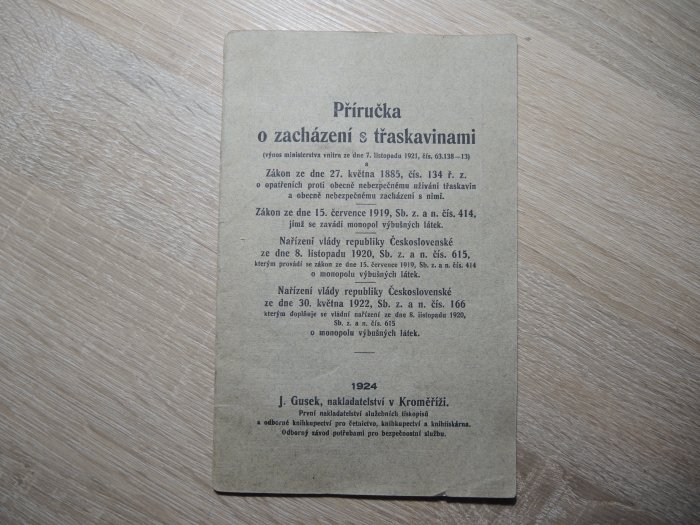 Příručka
o zacházení s třaskavinami
(výnos ministerstva vnitra ze dne 7. listopadu 1921, čís. 63.138—13)
a
Zákon ze dne 27. května 1885, čís. 134 ř. z.
o opatřeních proti obecně nebezpečnému užívání třaskavin
a obecně nebezpečnému zacházení s nimi.
Zákon ze dne 15. července 1919, Sb. z. a n. čís. 414,
jímž se zavádí monopol výbušných látek.
Nařízení vlády republiky Československé
ze dne 8. listopadu 1920, Sb. z. a n. čís. 615,
kterým provádí se zákon ze dne 15. července 1919, Sb. z. a n. čís. 414
o monopolu výbušných látek.
Nařízení vlády republiky Československé
ze dne 30. května 1922, Sb. z. a n. čís. 166
kterým doplňuje se vládní nařízení ze dne 8. listopadu 1920,
Sb. z. a n. čís. 615
o monopolu výbušných látek.
1924
J. Gusek, nakladatelství v Kroměříži.
První nakladatelství služebních tiskopisů
a odborné knihkupectví pro četnictvo, knihkupectví a knihtiskárna.
Odborný závod potřebami pro bezpečnostní službu.